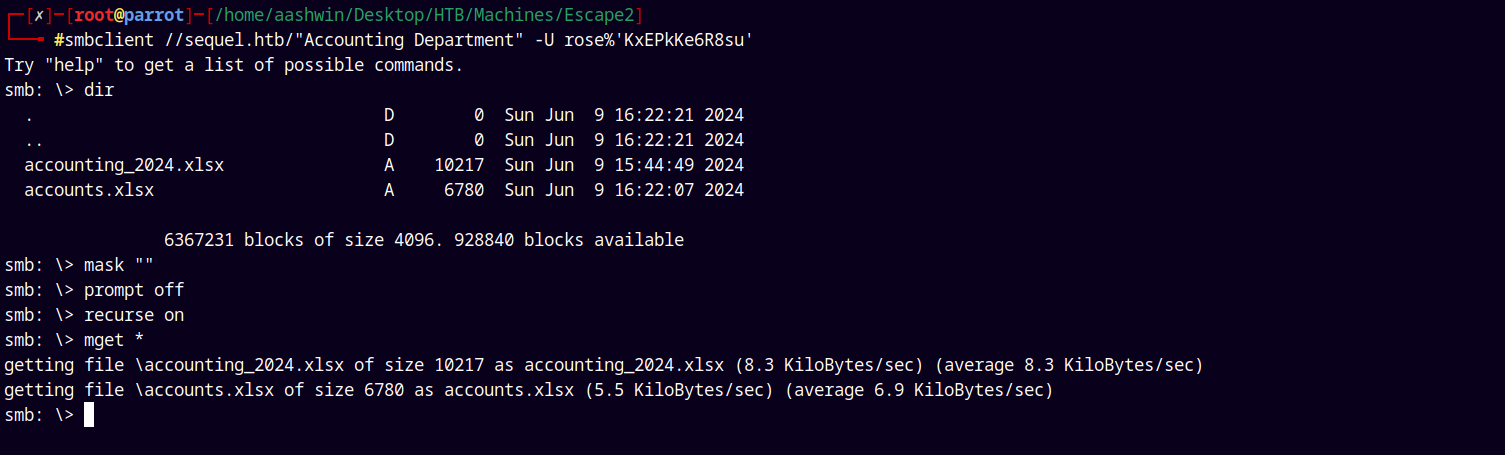 ┌─[✗]─[root@parrot]─[/home/aashwin/Desktop/HTB/Machines/Escape2]
└──╼ #smbclient //sequel.htb/"Accounting Department" -U rose%'KxEPkKe6R8su'
Try "help" to get a list of possible commands.
smb: \> dir
  .                                   D        0  Sun Jun  9 16:22:21 2024
  ..                                  D        0  Sun Jun  9 16:22:21 2024
  accounting_2024.xlsx                A    10217  Sun Jun  9 15:44:49 2024
  accounts.xlsx                       A     6780  Sun Jun  9 16:22:07 2024
                6367231 blocks of size 4096. 928840 blocks available
smb: \> mask ""
smb: \> prompt off
smb: \> recurse on
smb: \> mget *
getting file \accounting_2024.xlsx of size 10217 as accounting_2024.xlsx (8.3 KiloBytes/sec) (average 8.3 KiloBytes/sec)
getting file \accounts.xlsx of size 6780 as accounts.xlsx (5.5 KiloBytes/sec) (average 6.9 KiloBytes/sec)
smb: \>